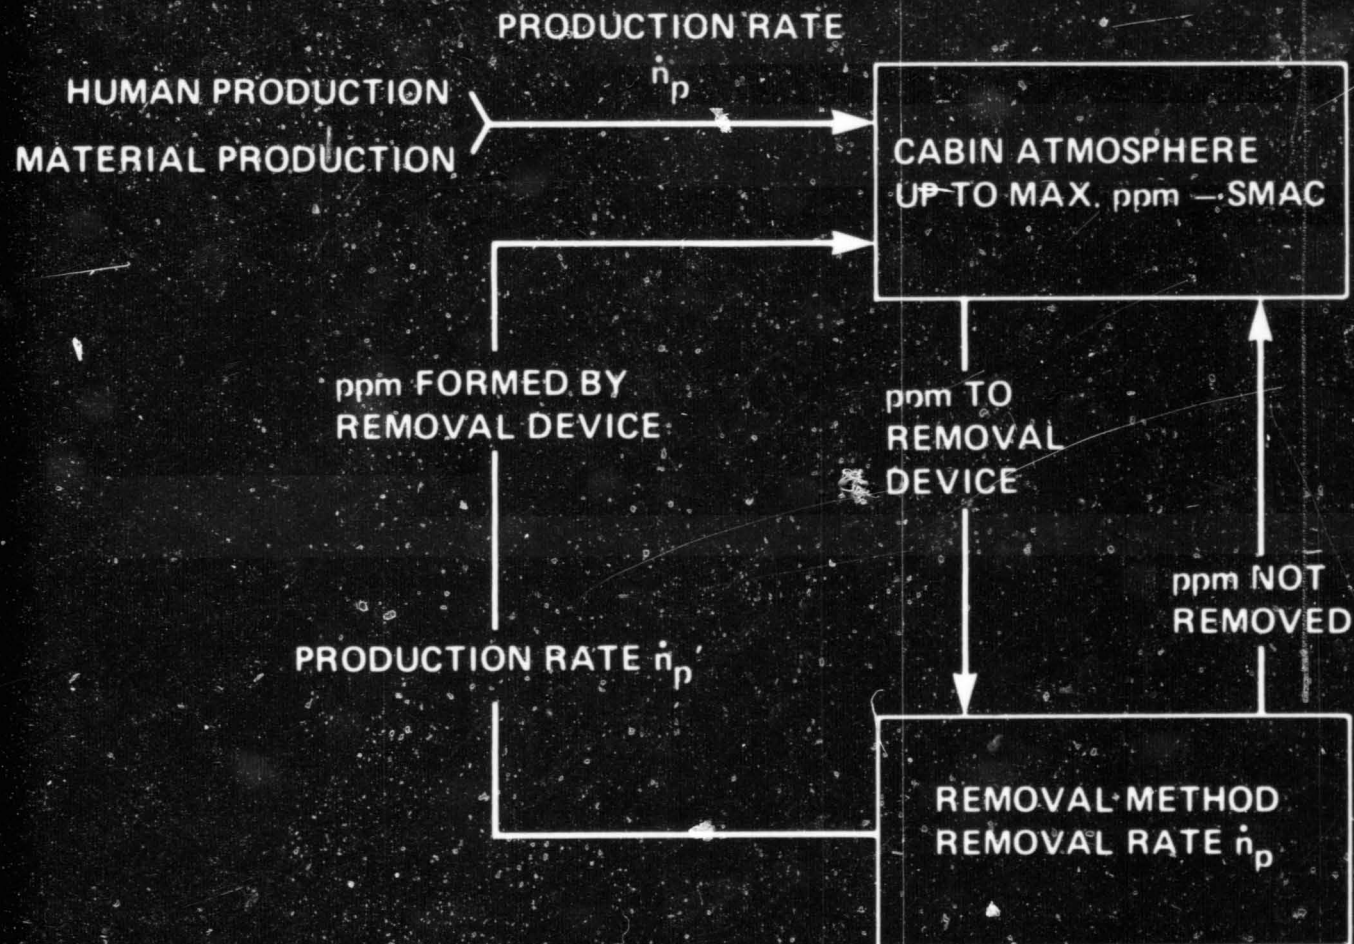 PRODUCTION RATE
ṅp
HUMAN PRODUCTION
MATERIAL PRODUCTION
CABIN ATMOSPHERE
UP TO MAX. ppm — SMAC
ppm FORMED BY
REMOVAL DEVICE
ppm TO
REMOVAL
DEVICE
ppm NOT
REMOVED
PRODUCTION RATE ṅp′
REMOVAL METHOD
REMOVAL RATE ṅp